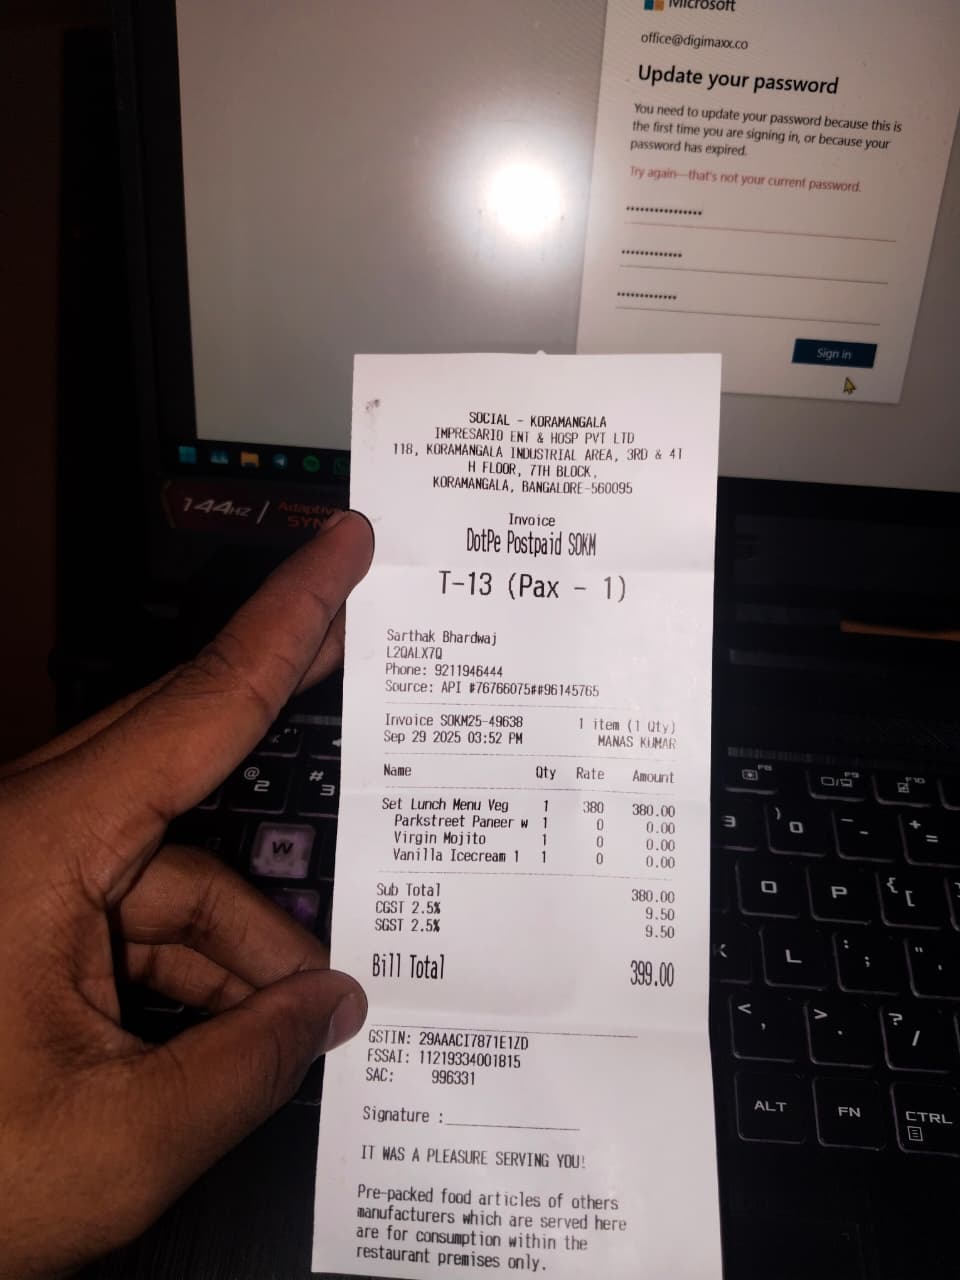 Microsoft
office@digimaxx.co
Update your password
You need to update your password because this is
the first time you are signing in, or because your
password has expired.
Try again—that's not your current password.
Sign in
144HZ | Adaptive
SYN
SOCIAL - KORAMANGALA
IMPRESARIO ENT & HOSP PVT LTD
118, KORAMANGALA INDUSTRIAL AREA, 3RD & 4T
H FLOOR, 7TH BLOCK,
KORAMANGALA, BANGALORE-560095
Invoice
DotPe Postpaid SOKM
T-13 (Pax - 1)
Sarthak Bhardwaj
L2QALX7Q
Phone: 9211946444
Source: API #76766075##96145765
Invoice SOKM25-49638 1 item (1 Qty)
Sep 29 2025 03:52 PM MANAS KUMAR
Name Qty Rate Amount
Set Lunch Menu Veg 1 380 380.00
Parkstreet Paneer w 1 0 0.00
Virgin Mojito 1 0 0.00
Vanilla Icecream 1 1 0 0.00
Sub Total 380.00
CGST 2.5% 9.50
SGST 2.5% 9.50
Bill Total 399.00
GSTIN: 29AAACI7871E1ZD
FSSAI: 11219334001815
SAC: 996331
Signature :
IT WAS A PLEASURE SERVING YOU!
Pre-packed food articles of others
manufacturers which are served here
are for consumption within the
restaurant premises only.
F1
@ 2
# 3
W
F8
F9
F10
) 0
_ -
+ =
O
P
{ [
L
: ;
" '
< ,
> .
? /
ALT
FN
CTRL